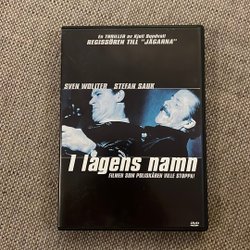 En THRILLER av Kjell Sundvall
REGISSÖREN TILL "JÄGARNA"
SVEN WOLLTER STEFAN SAUK
I lagens namn
FILMEN SOM POLISKÅREN VILLE STOPPA!
DVD